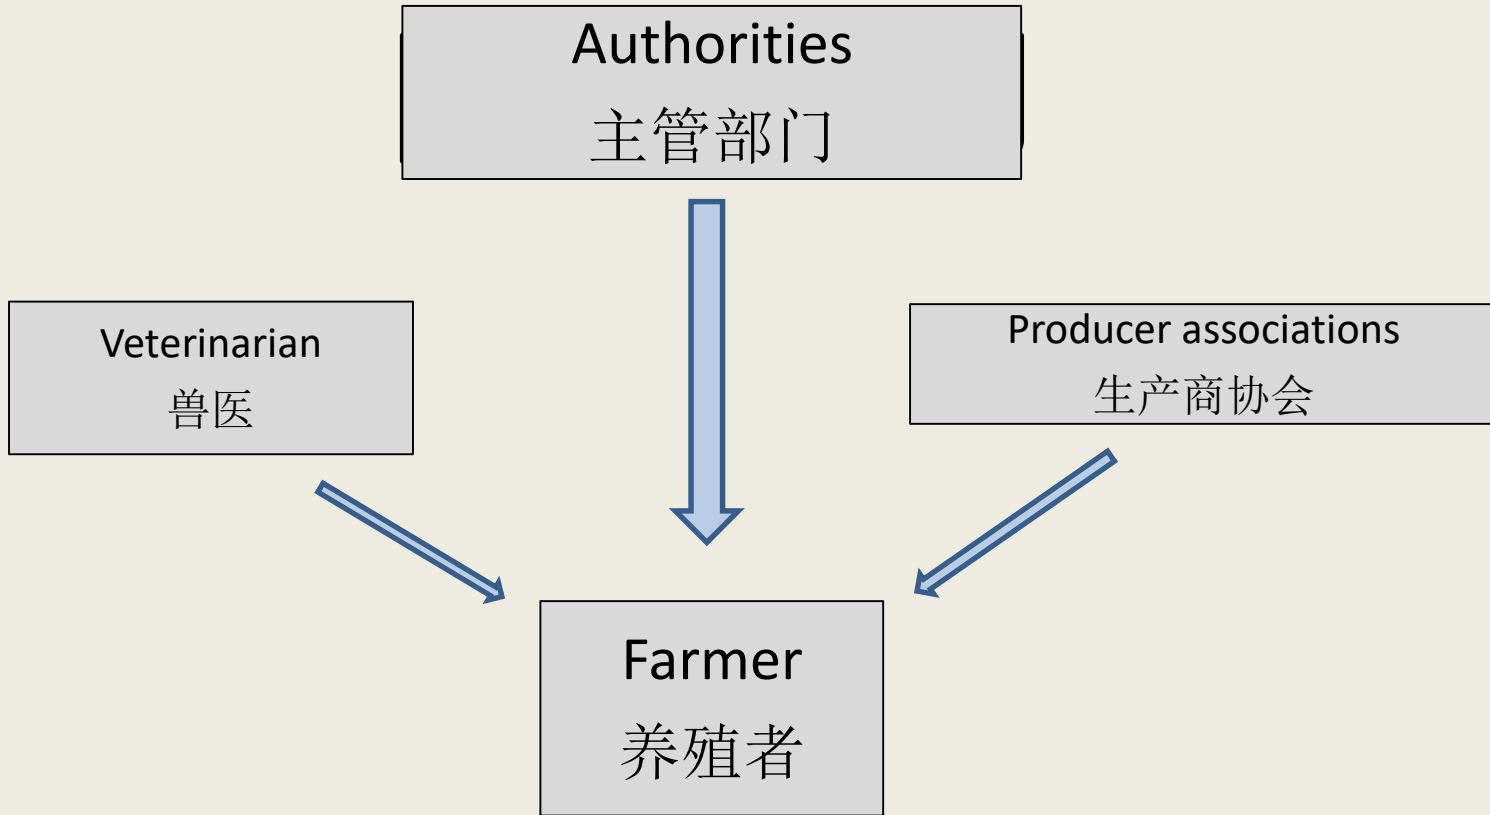 Authorities
主管部门
Veterinarian
兽医
Producer associations
生产商协会
Farmer
养殖者